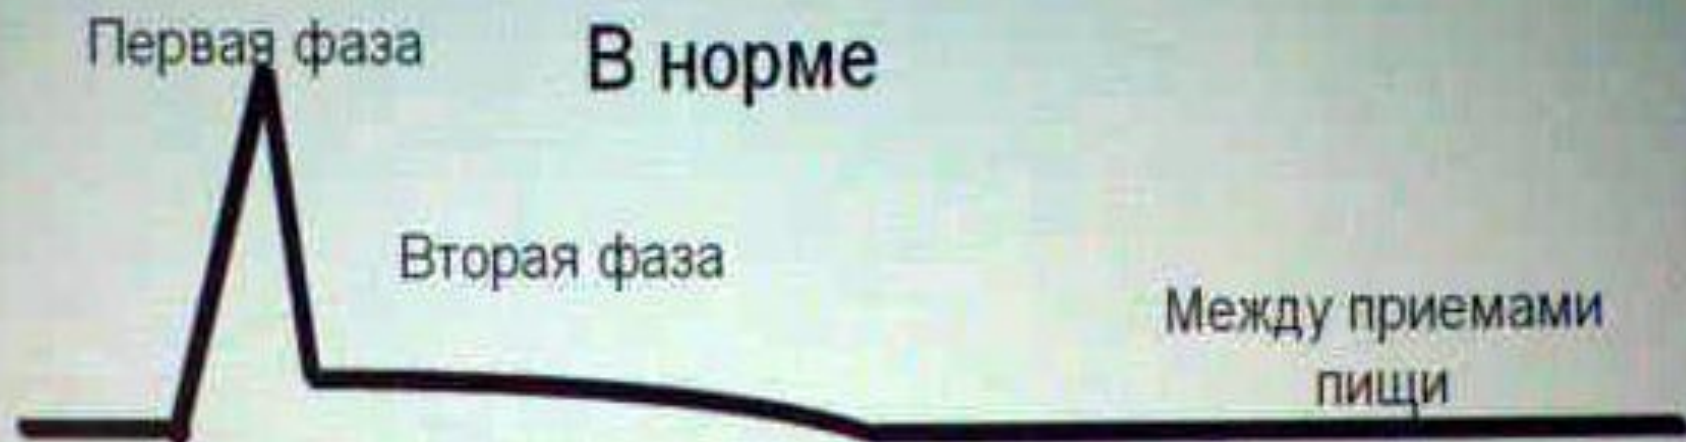 Первая фаза
В норме
Вторая фаза
Между приемами
пищи